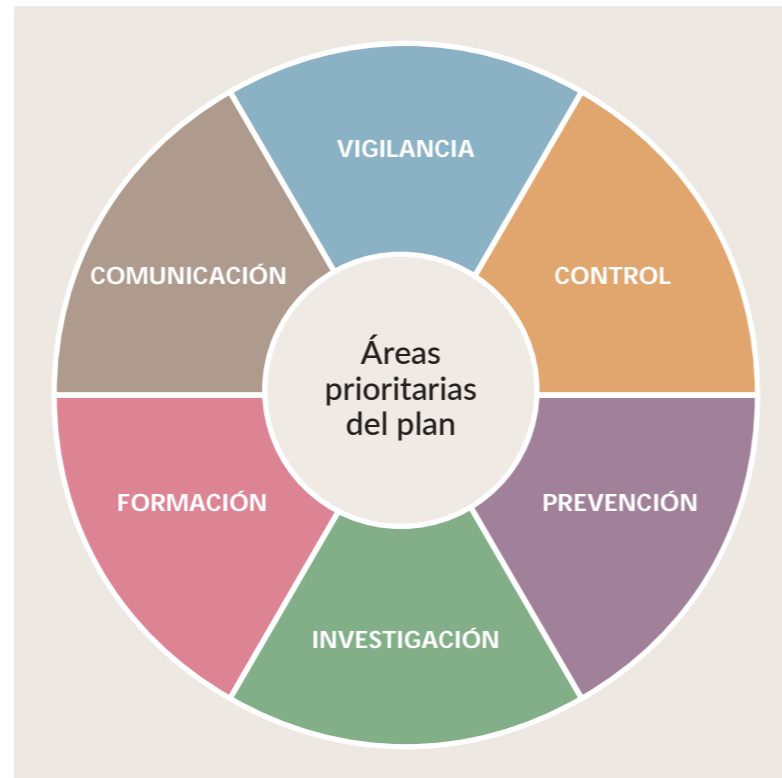 VIGILANCIA
CONTROL
PREVENCIÓN
INVESTIGACIÓN
FORMACIÓN
COMUNICACIÓN
Áreas
prioritarias
del plan